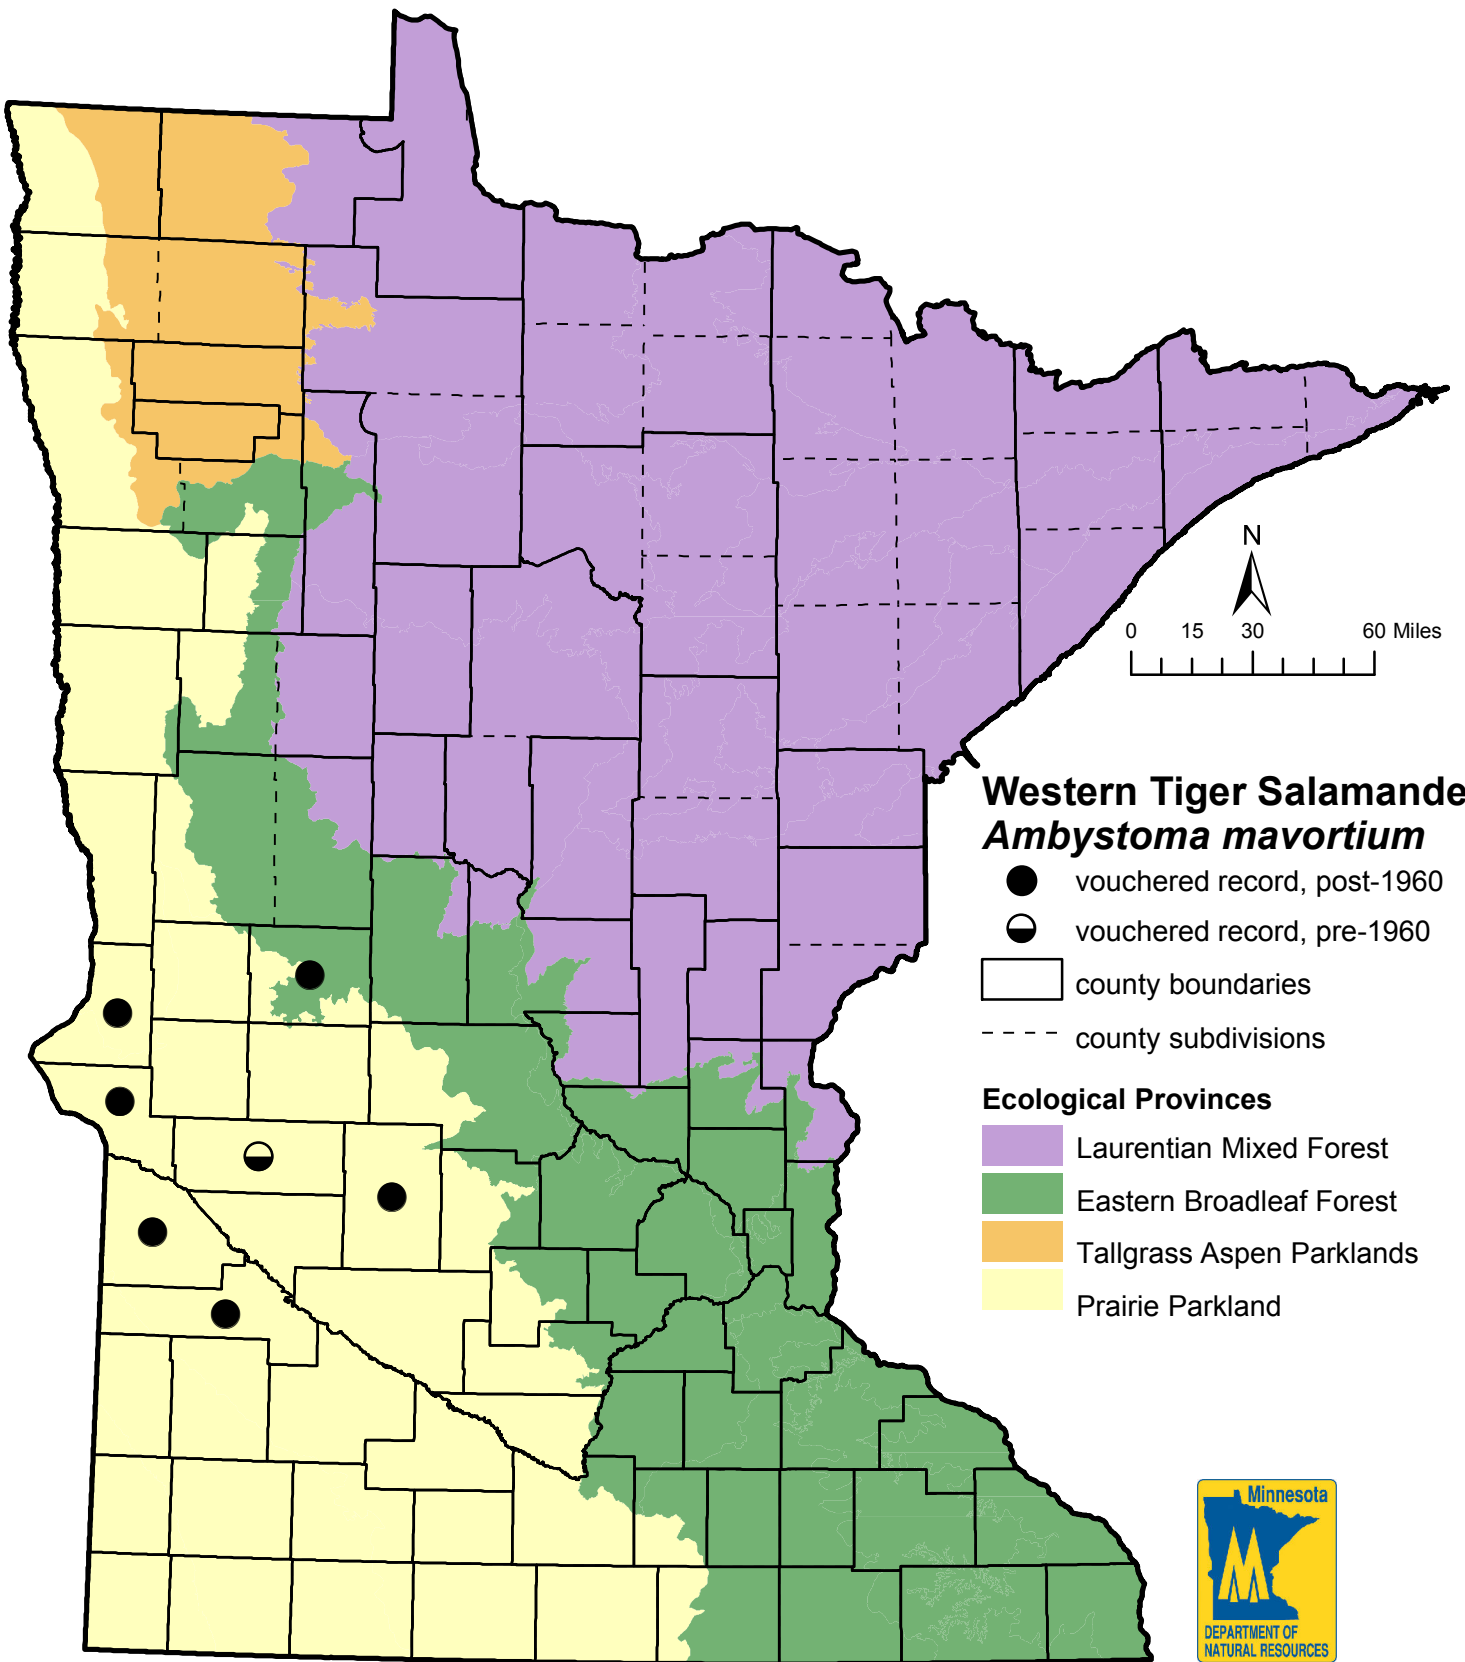 N
0 15 30 60 Miles
Western Tiger Salamande
Ambystoma mavortium
vouchered record, post-1960
vouchered record, pre-1960
county boundaries
county subdivisions
Ecological Provinces
Laurentian Mixed Forest
Eastern Broadleaf Forest
Tallgrass Aspen Parklands
Prairie Parkland
Minnesota
DEPARTMENT OF
NATURAL RESOURCES